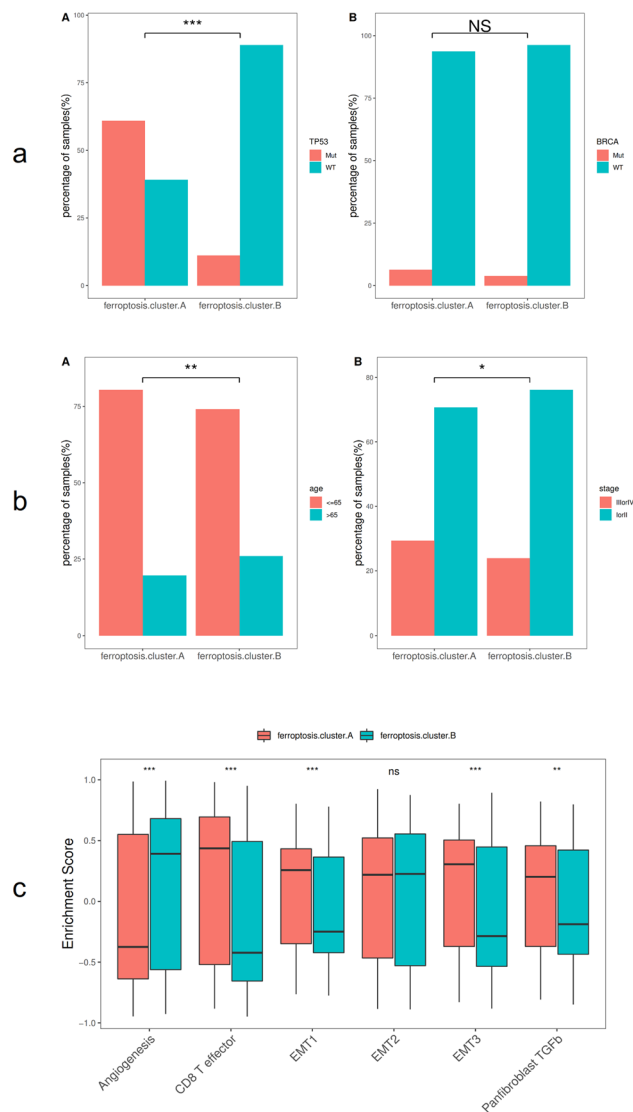 a
A
***
percentage of samples(%)
100
75
50
25
0
ferroptosis.cluster.A ferroptosis.cluster.B
TP53
Mut
WT
B
NS
percentage of samples(%)
100
80
60
40
20
0
ferroptosis.cluster.A ferroptosis.cluster.B
BRCA
Mut
WT
b
A
**
percentage of samples(%)
75
50
25
0
ferroptosis.cluster.A ferroptosis.cluster.B
age
<=65
>65
B
*
percentage of samples(%)
80
60
40
20
0
ferroptosis.cluster.A ferroptosis.cluster.B
stage
IIIorIV
IorII
c
ferroptosis.cluster.A ferroptosis.cluster.B
*** *** *** ns *** **
Enrichment Score
1.0
0.5
0.0
−0.5
−1.0
Angiogenesis
CD8 T effector
EMT1
EMT2
EMT3
Panfibroblast TGFb